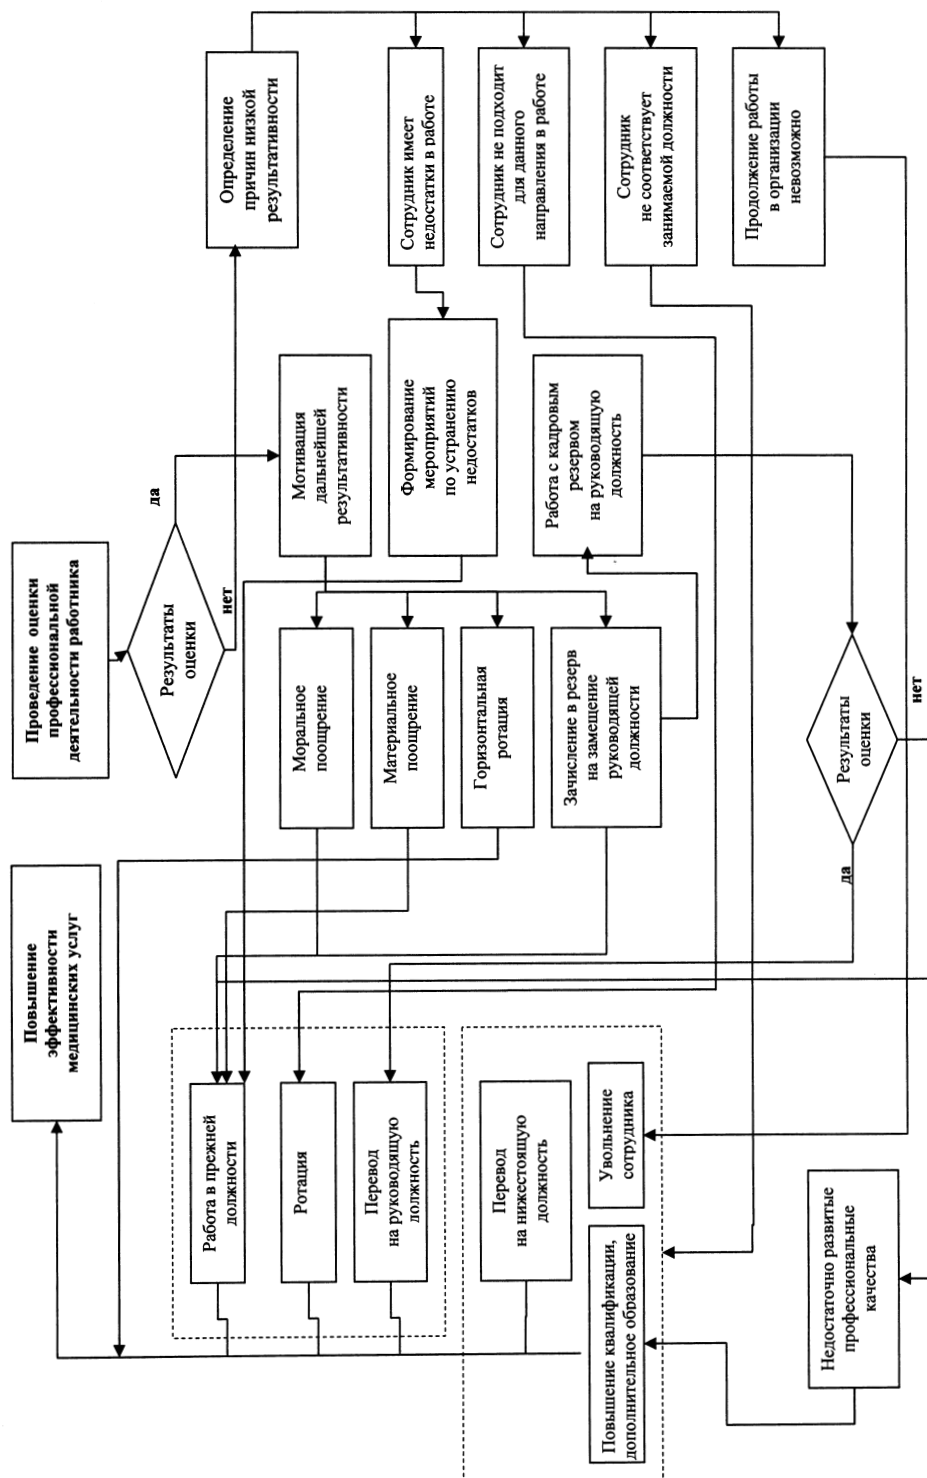 Повышение
эффективности
медицинских услуг
Проведение оценки
профессиональной
деятельности работника
Результаты
оценки
да
нет
Определение
причин низкой
результативности
Работа в прежней
должности
Ротация
Перевод
на руководящую
должность
Моральное
поощрение
Материальное
поощрение
Горизонтальная
ротация
Зачисление в резерв
на замещение
руководящей
должности
Мотивация
дальнейшей
результативности
Формирование
мероприятий
по устранению
недостатков
Работа с кадровым
резервом
на руководящую
должность
Сотрудник имеет
недостатки в работе
Сотрудник не подходит
для данного
направления в работе
Сотрудник
не соответствует
занимаемой должности
Продолжение работы
в организации
невозможно
Перевод
на нижестоящую
должность
Повышение квалификации,
дополнительное образование
Увольнение
сотрудника
Недостаточно развитые
профессиональные
качества
да
Результаты
оценки
нет